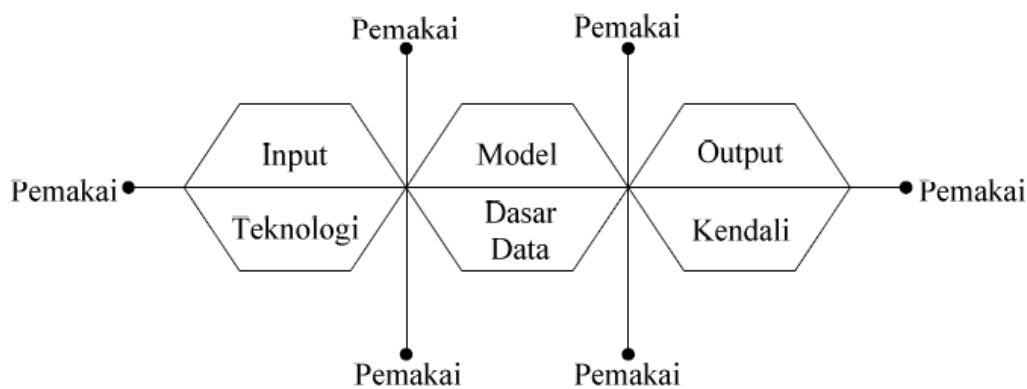 Pemakai
Pemakai
Input
Model
Output
Pemakai
Pemakai
Teknologi
Dasar
Data
Kendali
Pemakai
Pemakai